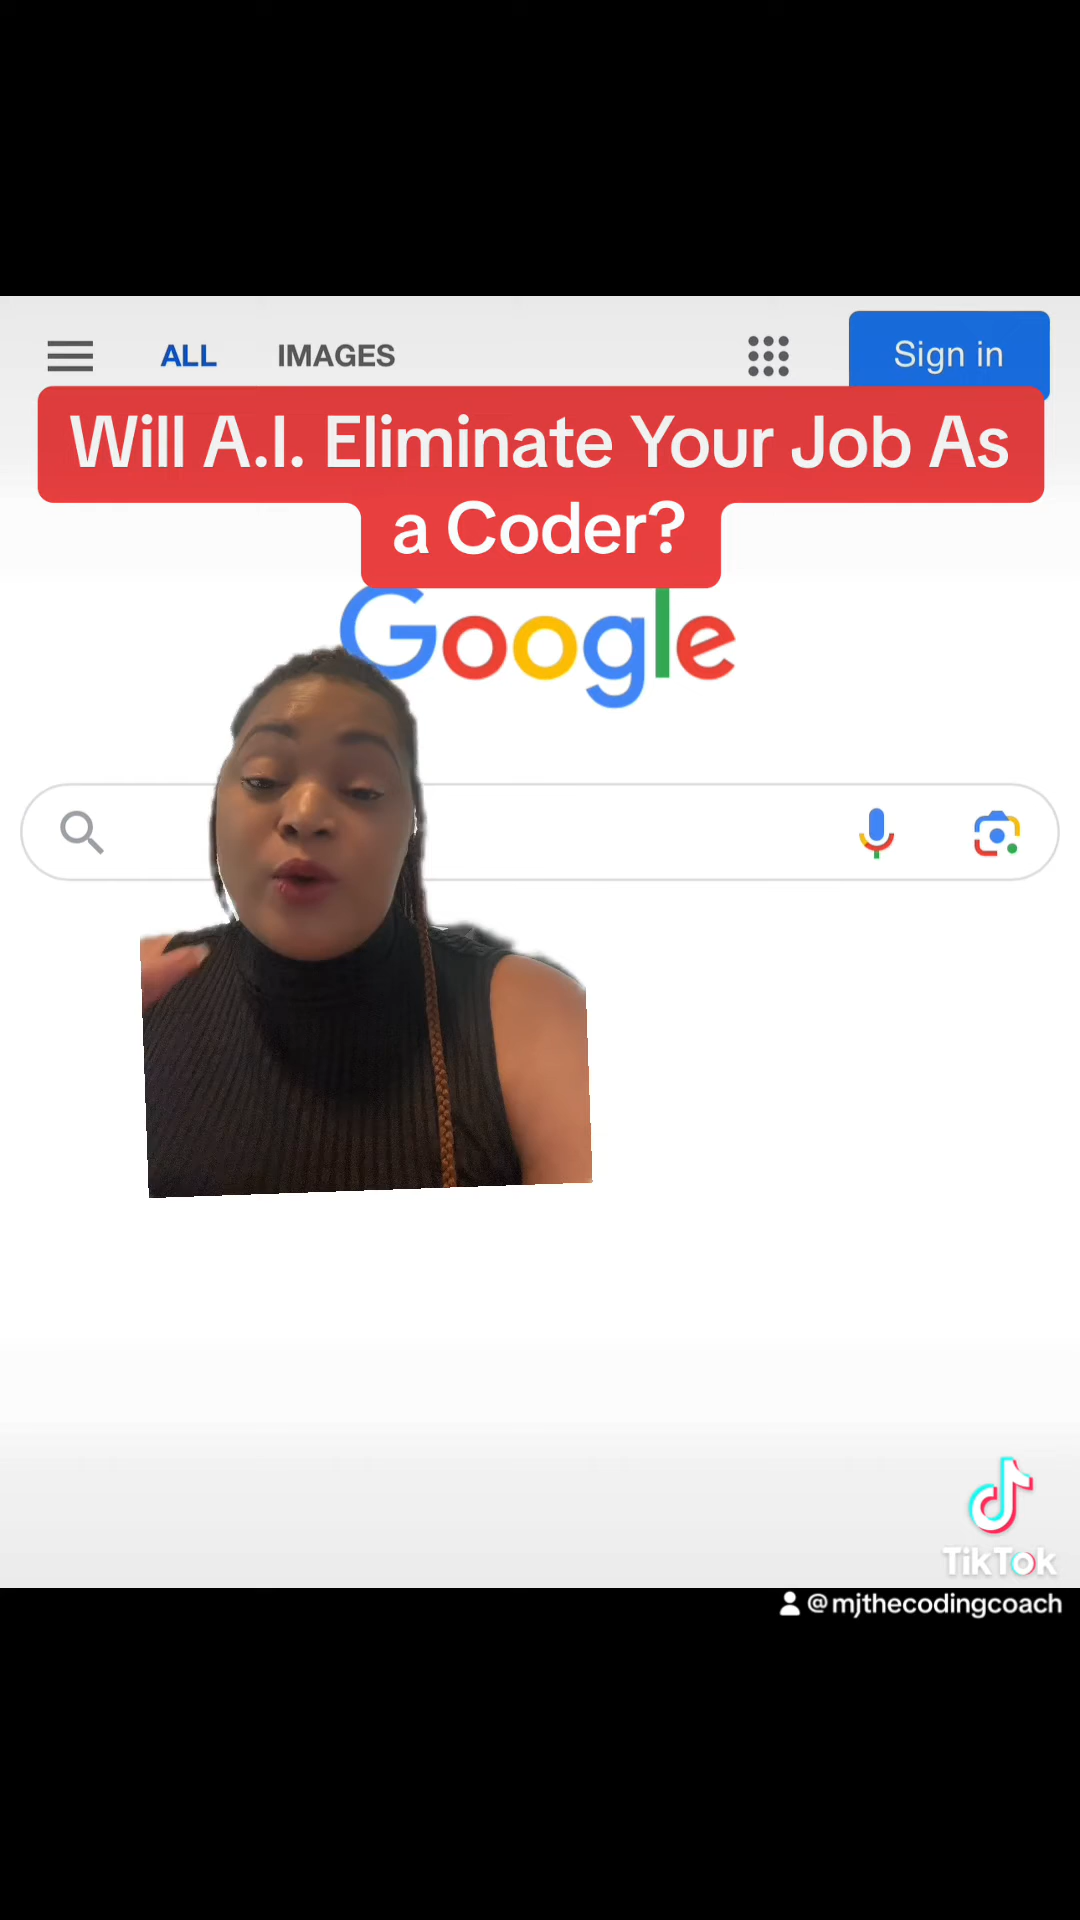 ALL IMAGES Sign in
Will A.I. Eliminate Your Job As
a Coder?
Google
TikTok
@mjthecodingcoach